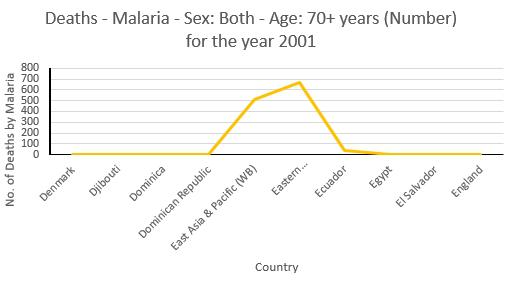 Deaths - Malaria - Sex: Both - Age: 70+ years (Number)
for the year 2001
No. of Deaths by Malaria
800
700
600
500
400
300
200
100
0
Denmark
Djibouti
Dominica
Dominican Republic
East Asia & Pacific (WB)
Eastern...
Ecuador
Egypt
El Salvador
England
Country